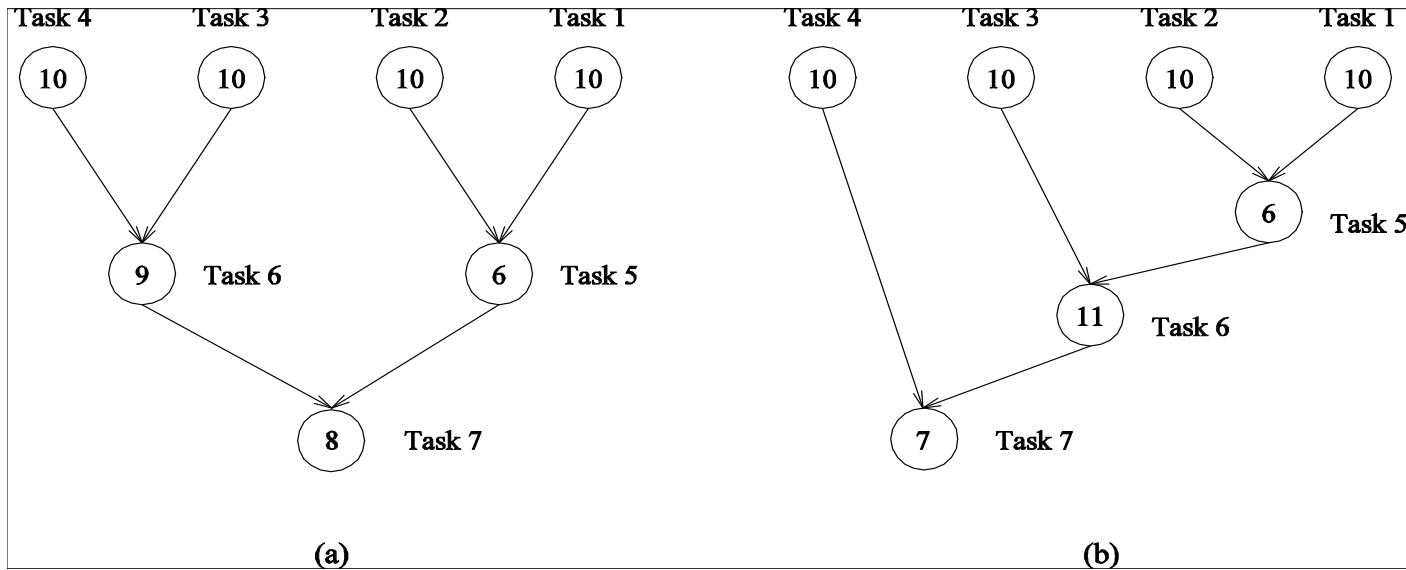 Task 4 Task 3 Task 2 Task 1 Task 4 Task 3 Task 2 Task 1
10 10 10 10 10 10 10 10
6 Task 5
9 Task 6 6 Task 5
11 Task 6
8 Task 7 7 Task 7
(a) (b)